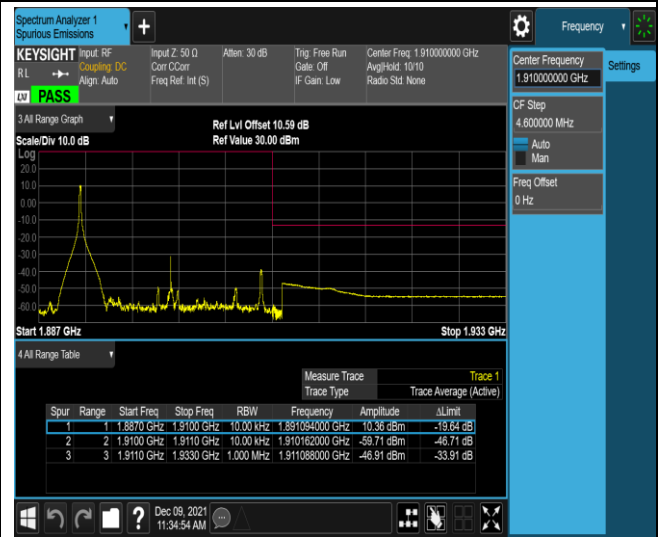 Spectrum Analyzer 1
Spurious Emissions
+
Frequency
KEYSIGHT
R L
LXI PASS
Input: RF
Coupling: DC
Align: Auto
Input Z: 50 Ω
Corr CCorr
Freq Ref: Int (S)
Atten: 30 dB
Trig: Free Run
Gate: Off
IF Gain: Low
Center Freq: 1.910000000 GHz
Avg|Hold: 10/10
Radio Std: None
Center Frequency
1.910000000 GHz
Settings
CF Step
4.600000 MHz
Auto
Man
Freq Offset
0 Hz
3 All Range Graph
Scale/Div 10.0 dB
Ref Lvl Offset 10.59 dB
Ref Value 30.00 dBm
Log
20.0
10.0
0.00
-10.0
-20.0
-30.0
-40.0
-50.0
-60.0
Start 1.887 GHz
Stop 1.933 GHz
4 All Range Table
Measure Trace Trace 1
Trace Type Trace Average (Active)
Spur Range Start Freq Stop Freq RBW Frequency Amplitude ΔLimit
1 1 1.8870 GHz 1.9100 GHz 10.00 kHz 1.891094000 GHz 10.36 dBm -19.64 dB
2 2 1.9100 GHz 1.9110 GHz 10.00 kHz 1.910162000 GHz -59.71 dBm -46.71 dB
3 3 1.9110 GHz 1.9330 GHz 1.000 MHz 1.911088000 GHz -46.91 dBm -33.91 dB
?
Dec 09, 2021
11:34:54 AM